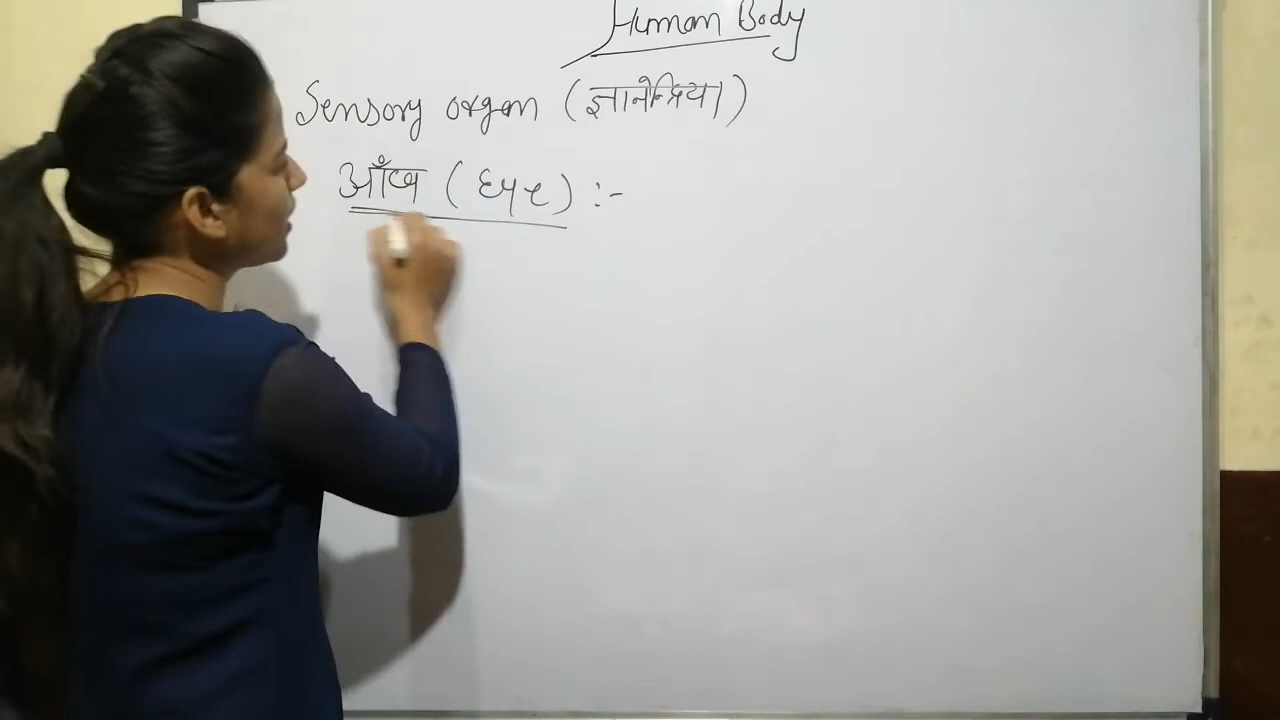 Human Body
Sensory organ (ज्ञानेन्द्रिया)
आँख (Eye) :-